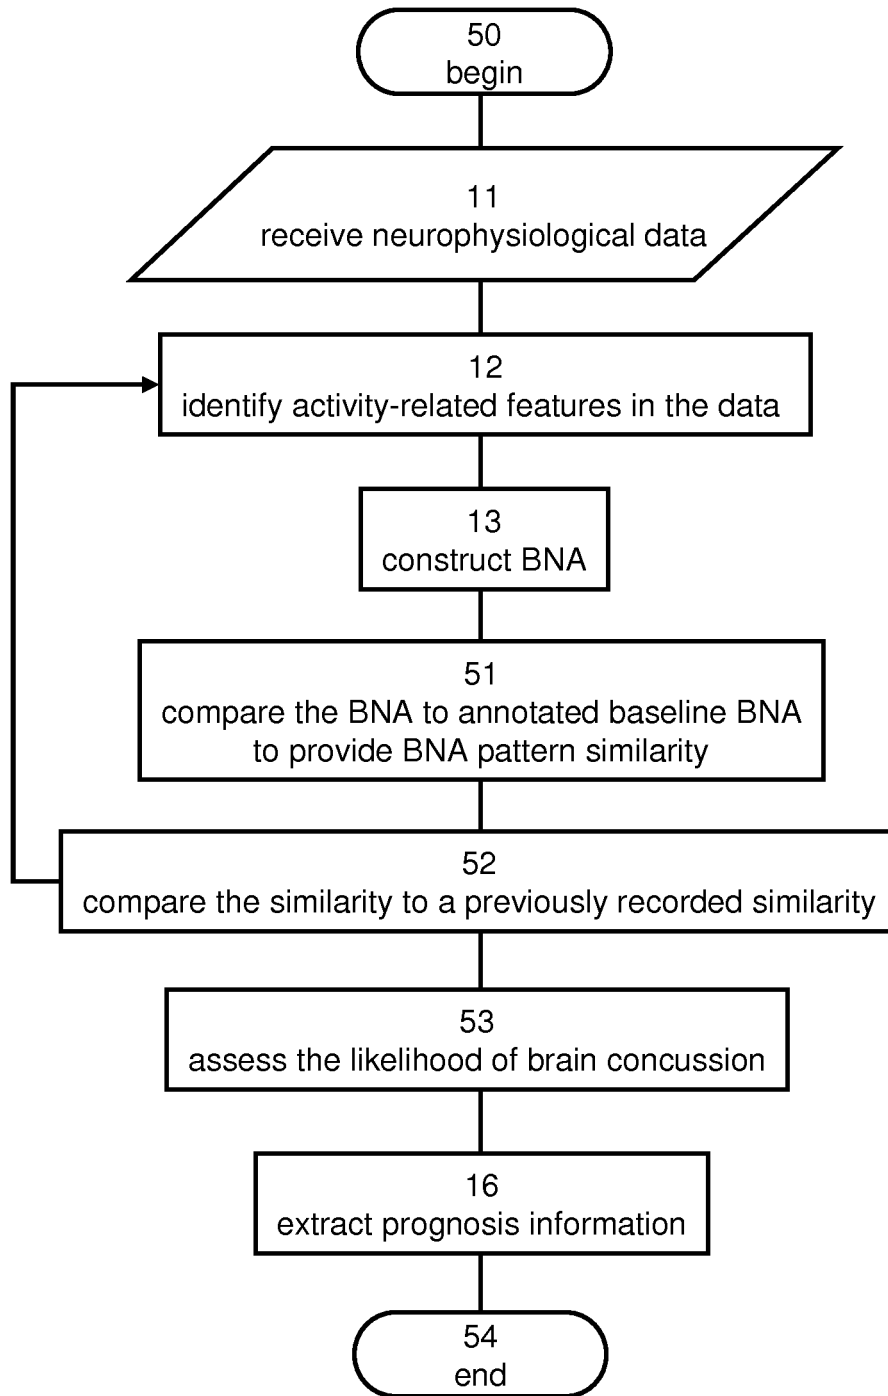 50
begin
11
receive neurophysiological data
12
identify activity-related features in the data
13
construct BNA
51
compare the BNA to annotated baseline BNA
to provide BNA pattern similarity
52
compare the similarity to a previously recorded similarity
53
assess the likelihood of brain concussion
16
extract prognosis information
54
end